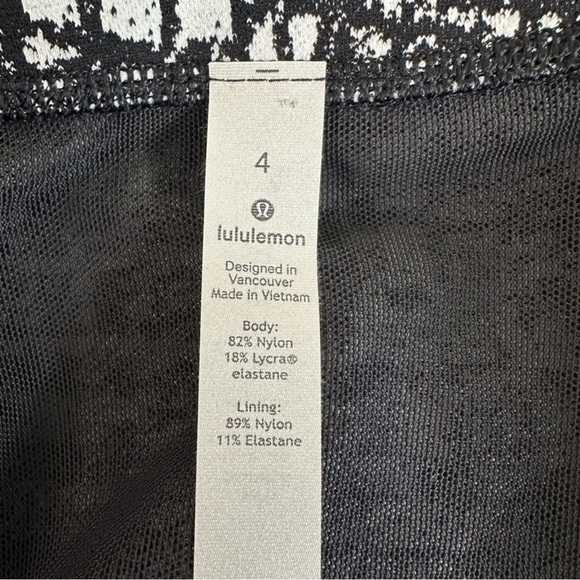 4
lululemon
Designed in
Vancouver
Made in Vietnam
Body:
82% Nylon
18% Lycra®
elastane
Lining:
89% Nylon
11% Elastane